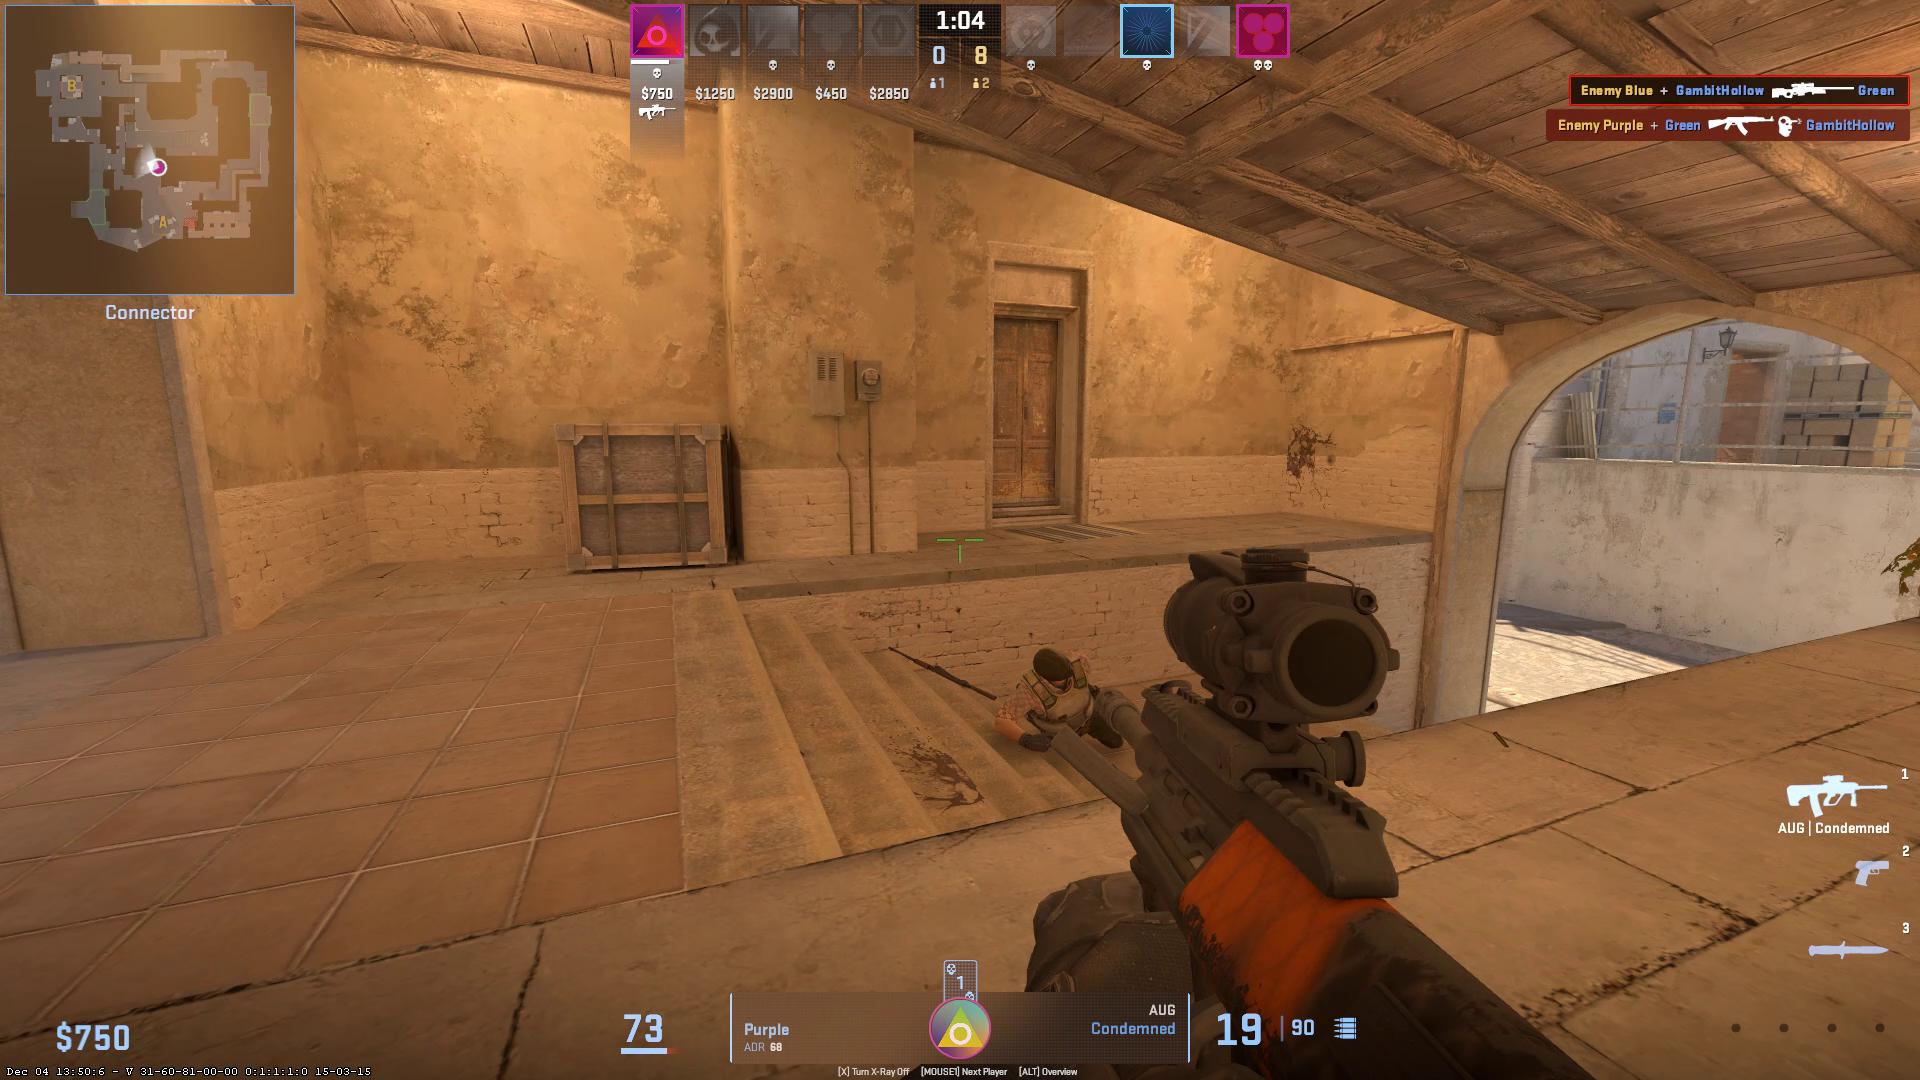 B
A
Connector
1:04
0 8
1 2
$750 $1250 $2900 $450 $2850
Enemy Blue + GambitHollow Green
Enemy Purple + Green GambitHollow
1
AUG | Condemned
2
3
$750
73
1
Purple
ADR 68
AUG
Condemned
19 | 90
[X] Turn X-Ray Off [MOUSE1] Next Player [ALT] Overview
Dec 04 13:50:6 - V 31-60-81-00-00 0:1:1:1:0 15-03-15